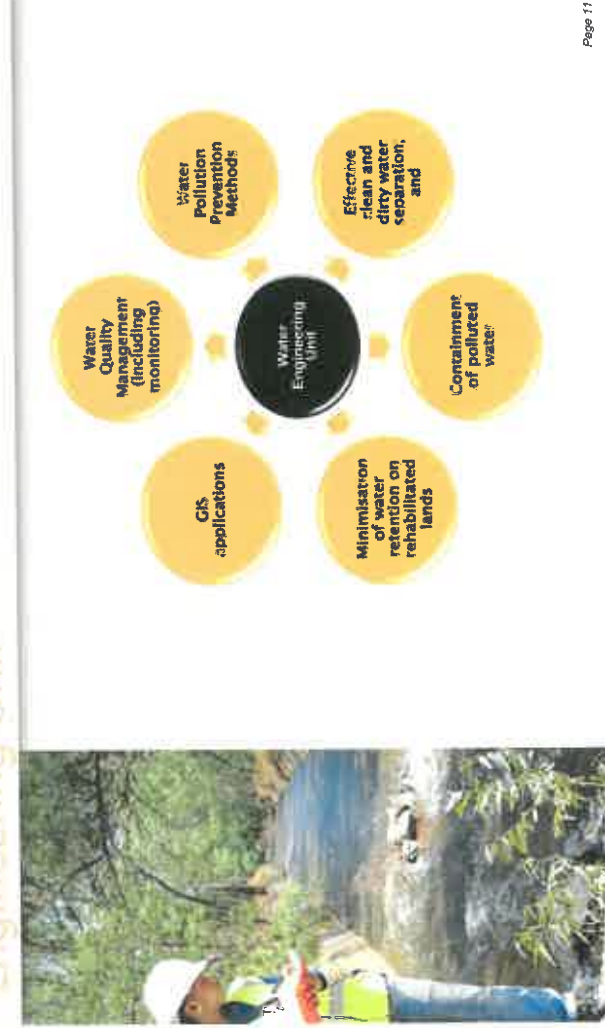 Water
Quality
Management
(including
monitoring)
GIS
applications
Water
Pollution
Prevention
Methods
Water
Engineering
Unit
Minimisation
of water
retention on
rehabilitated
lands
Effective
clean and
dirty water
separation,
and
Containment
of polluted
water
Page 11